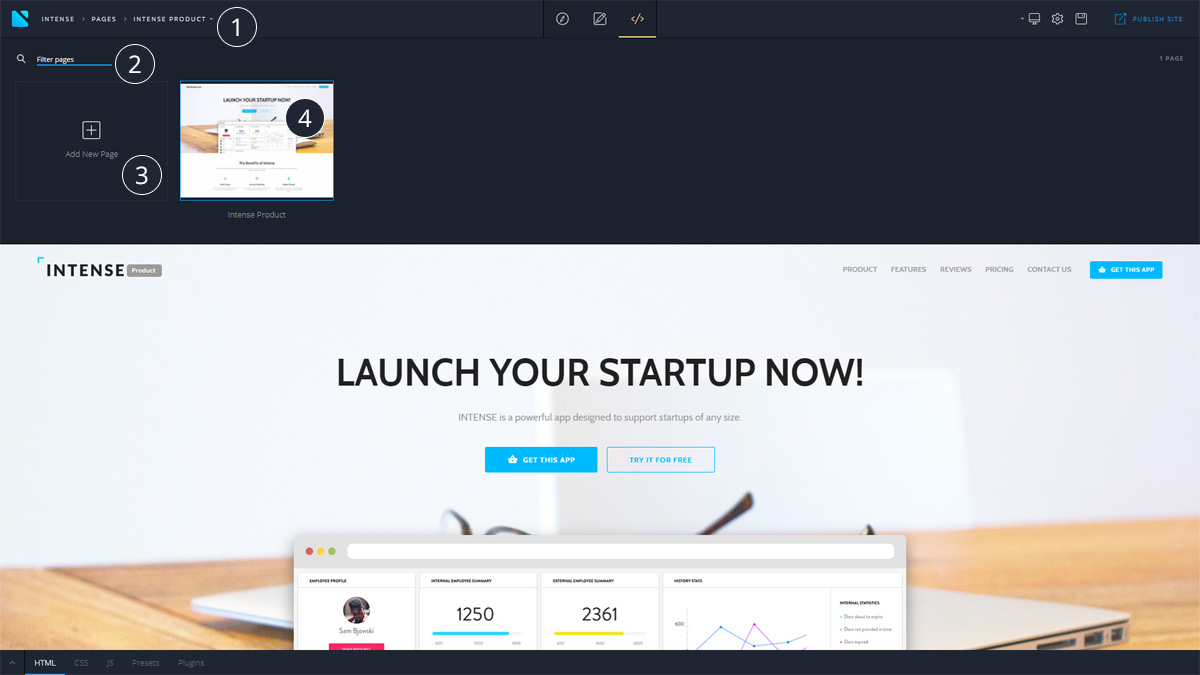 INTENSE > PAGES > INTENSE PRODUCT
1
PUBLISH SITE
Filter pages
2
1 PAGE
LAUNCH YOUR STARTUP NOW!
4
The Benefits of Intense
Add New Page
3
Intense Product
INTENSE Product
PRODUCT FEATURES REVIEWS PRICING CONTACT US GET THIS APP
LAUNCH YOUR STARTUP NOW!
INTENSE is a powerful app designed to support startups of any size.
GET THIS APP TRY IT FOR FREE
EMPLOYEE PROFILE INTERNAL EMPLOYEE SUMMARY EXTERNAL EMPLOYEE SUMMARY HISTORY STATS
INTERNAL STATISTICS
1250 2361
Docs about to expire
600
Sam Bjowski
Docs not provided in time
Docs expired
HTML CSS JS Presets Plugins